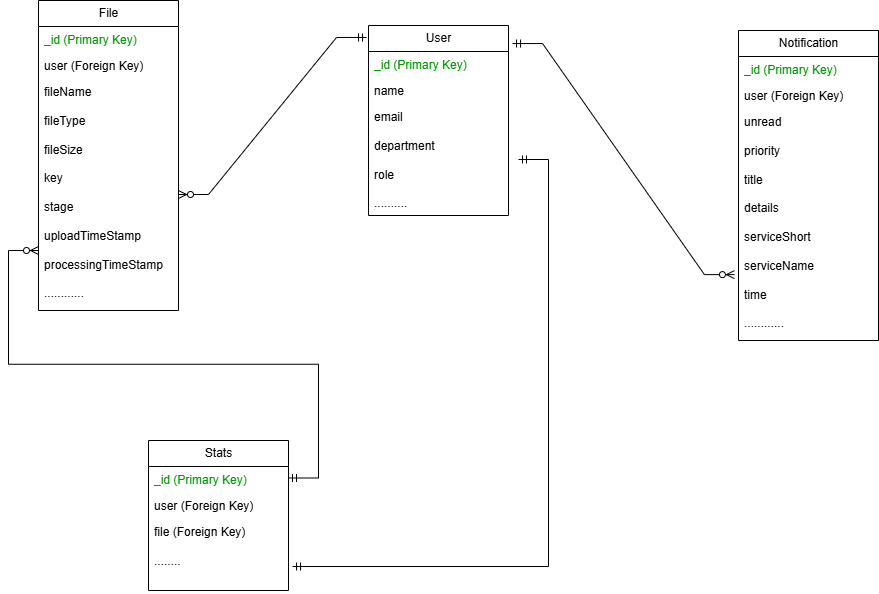 File
_id (Primary Key)
user (Foreign Key)
fileName
fileType
fileSize
key
stage
uploadTimeStamp
processingTimeStamp
............
User
_id (Primary Key)
name
email
department
role
..........
Notification
_id (Primary Key)
user (Foreign Key)
unread
priority
title
details
serviceShort
serviceName
time
............
Stats
_id (Primary Key)
user (Foreign Key)
file (Foreign Key)
........